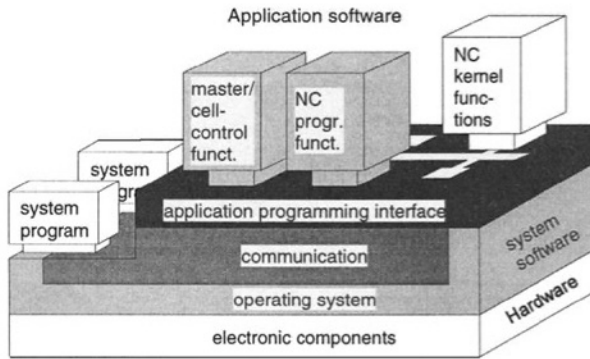 Application software
master/
cell-
control
funct.
NC
progr.
funct.
NC
kernel
func-
tions
system
system
program
application programming interface
communication
operating system
electronic components
system software
Hardware